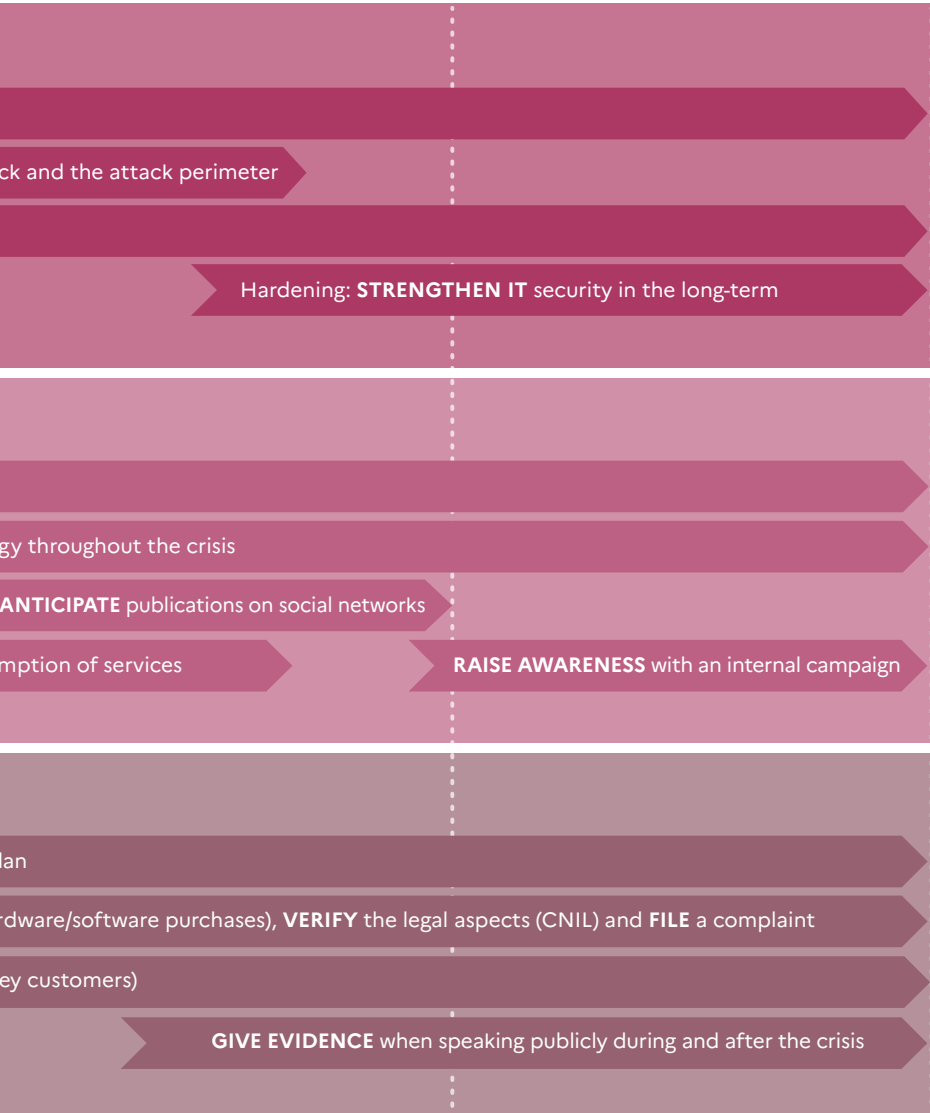 ck and the attack perimeter
Hardening: STRENGTHEN IT security in the long-term
gy throughout the crisis
ANTICIPATE publications on social networks
mption of services
RAISE AWARENESS with an internal campaign
lan
rdware/software purchases), VERIFY the legal aspects (CNIL) and FILE a complaint
ey customers)
GIVE EVIDENCE when speaking publicly during and after the crisis